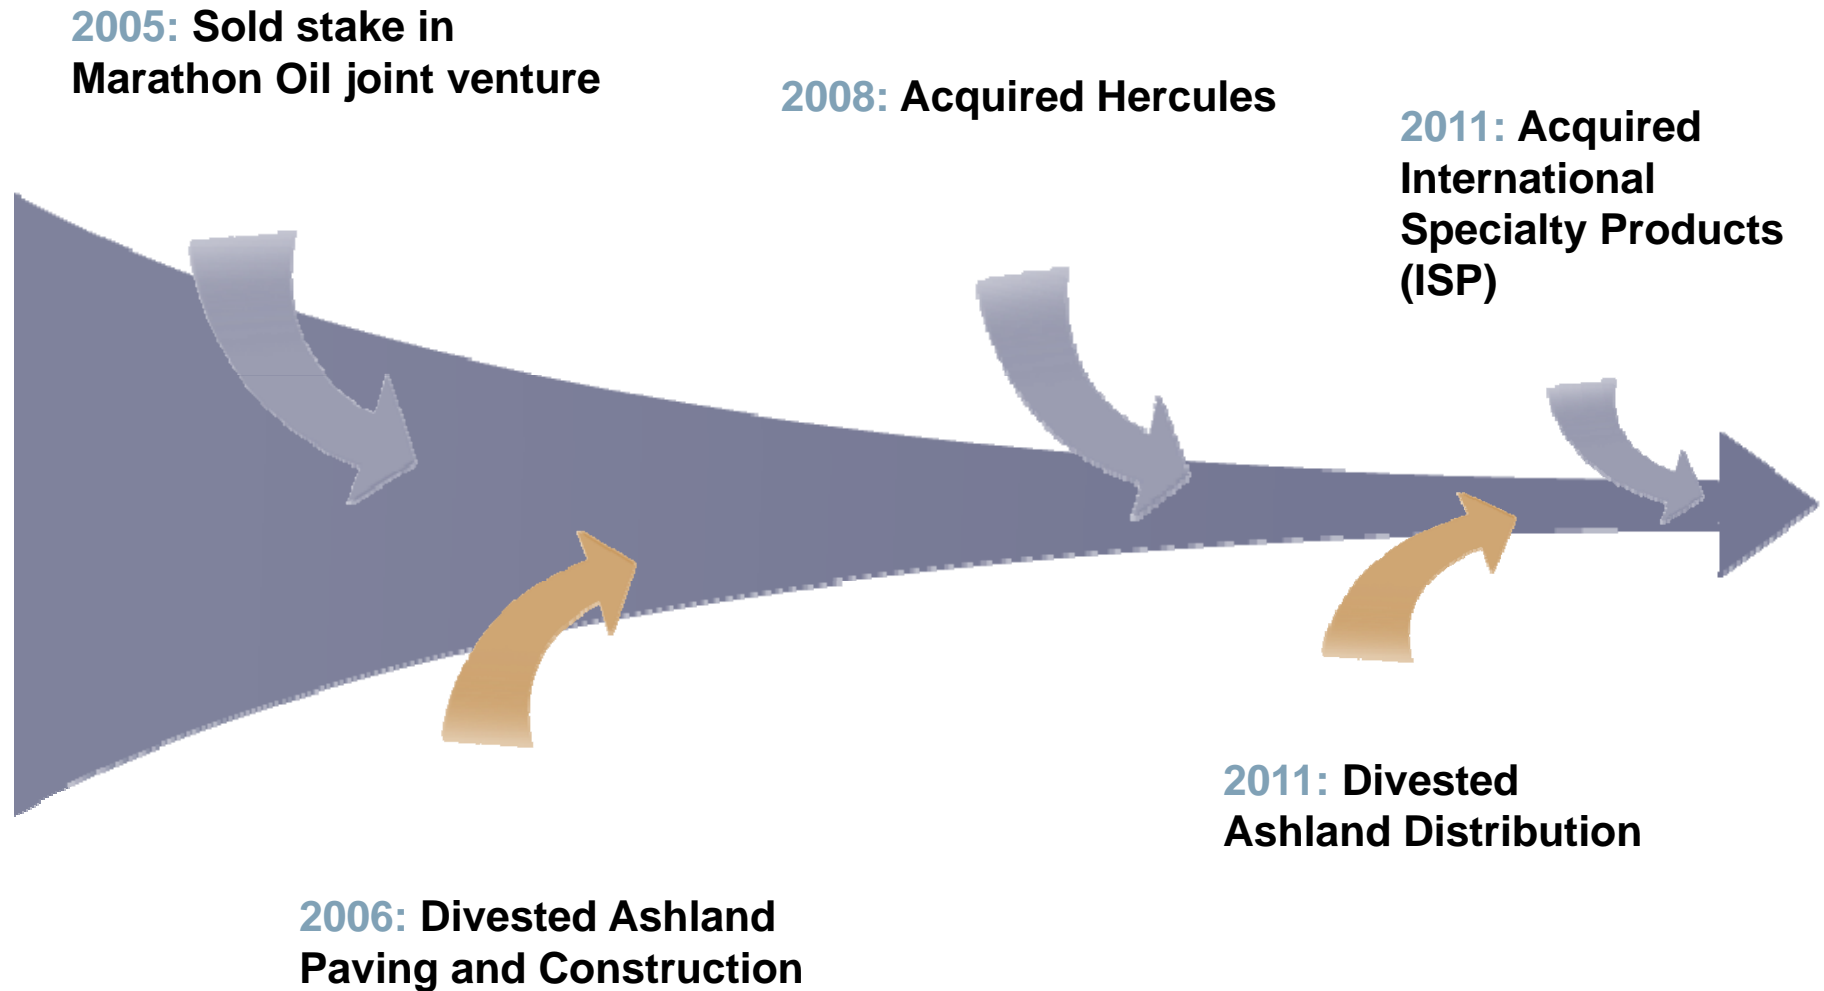 2005: Sold stake in
Marathon Oil joint venture
2008: Acquired Hercules
2011: Acquired
International
Specialty Products
(ISP)
2011: Divested
Ashland Distribution
2006: Divested Ashland
Paving and Construction